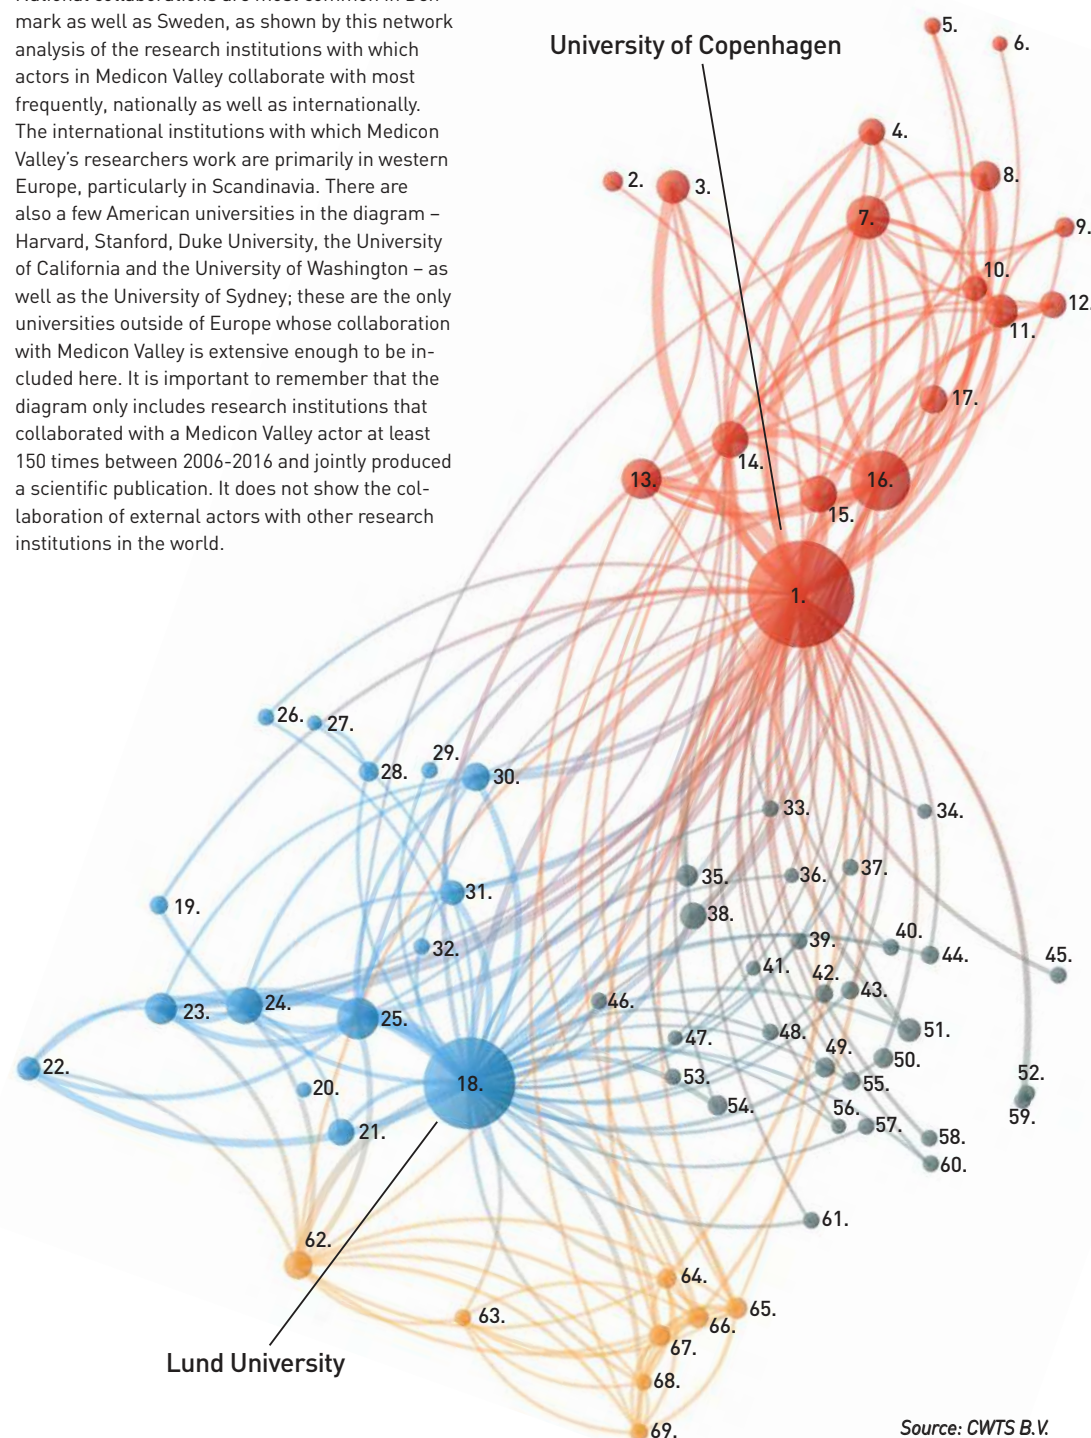 National collaborations are most common in Den-
mark as well as Sweden, as shown by this network
analysis of the research institutions with which
actors in Medicon Valley collaborate with most
frequently, nationally as well as internationally.
The international institutions with which Medicon
Valley's researchers work are primarily in western
Europe, particularly in Scandinavia. There are
also a few American universities in the diagram –
Harvard, Stanford, Duke University, the University
of California and the University of Washington – as
well as the University of Sydney; these are the only
universities outside of Europe whose collaboration
with Medicon Valley is extensive enough to be in-
cluded here. It is important to remember that the
diagram only includes research institutions that
collaborated with a Medicon Valley actor at least
150 times between 2006-2016 and jointly produced
a scientific publication. It does not show the col-
laboration of external actors with other research
institutions in the world.
University of Copenhagen
5.
6.
4.
2.
3.
8.
7.
9.
10.
12.
11.
17.
14.
13.
16.
15.
1.
26.
27.
29.
28.
30.
33.
34.
37.
35.
36.
31.
19.
38.
40.
39.
32.
44.
45.
41.
42.
43.
46.
24.
23.
25.
51.
48.
47.
49.
50.
22.
52.
53.
18.
55.
20.
54.
56.
59.
57.
21.
58.
60.
61.
62.
64.
65.
63.
66.
67.
Lund University
68.
69.
Source: CWTS B.V.